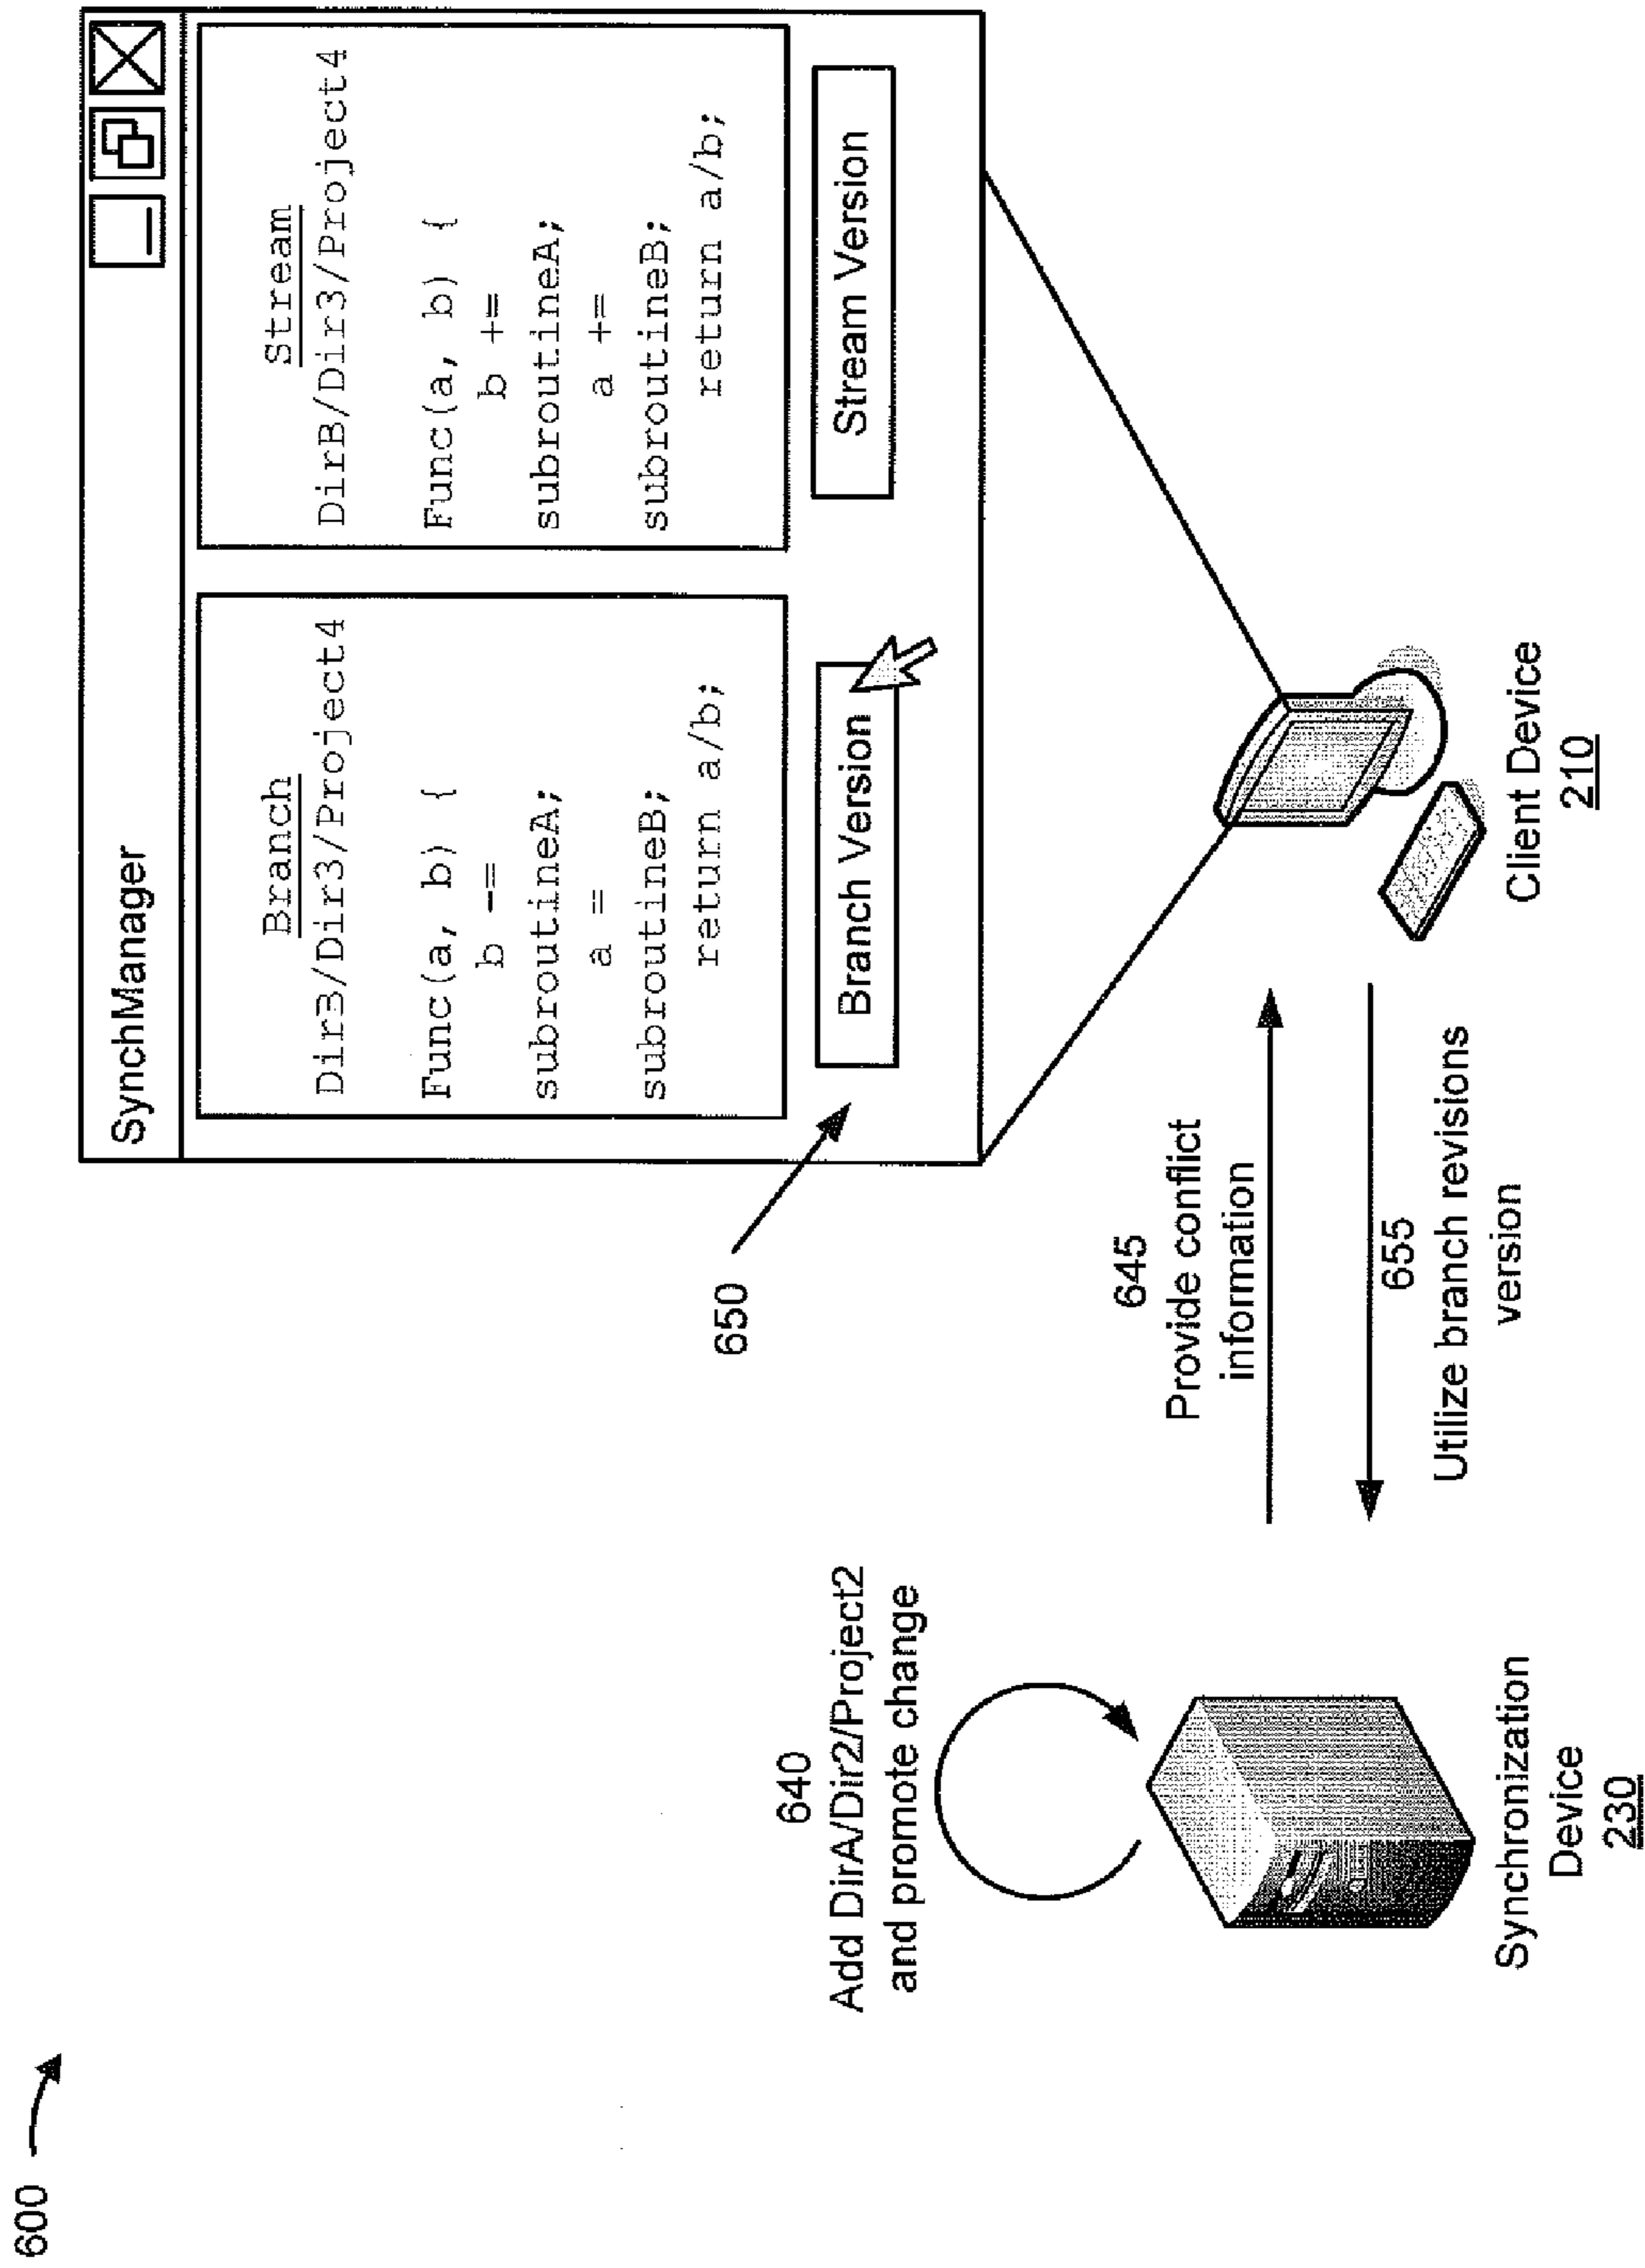 600
SynchManager
Branch
DirB/Dir3/Project4
Func(a, b) {
b -=
subroutineA;
a =
subroutineB;
return a/b;
Branch Version
Stream
DirB/Dir3/Project4
Func(a, b) {
b +=
subroutineA;
a +=
subroutineB;
return a/b;
Stream Version
650
640
Add DirA/Dir2/Project2
and promote change
645
Provide conflict
information
655
Utilize branch revisions
version
Synchronization
Device
230
Client Device
210